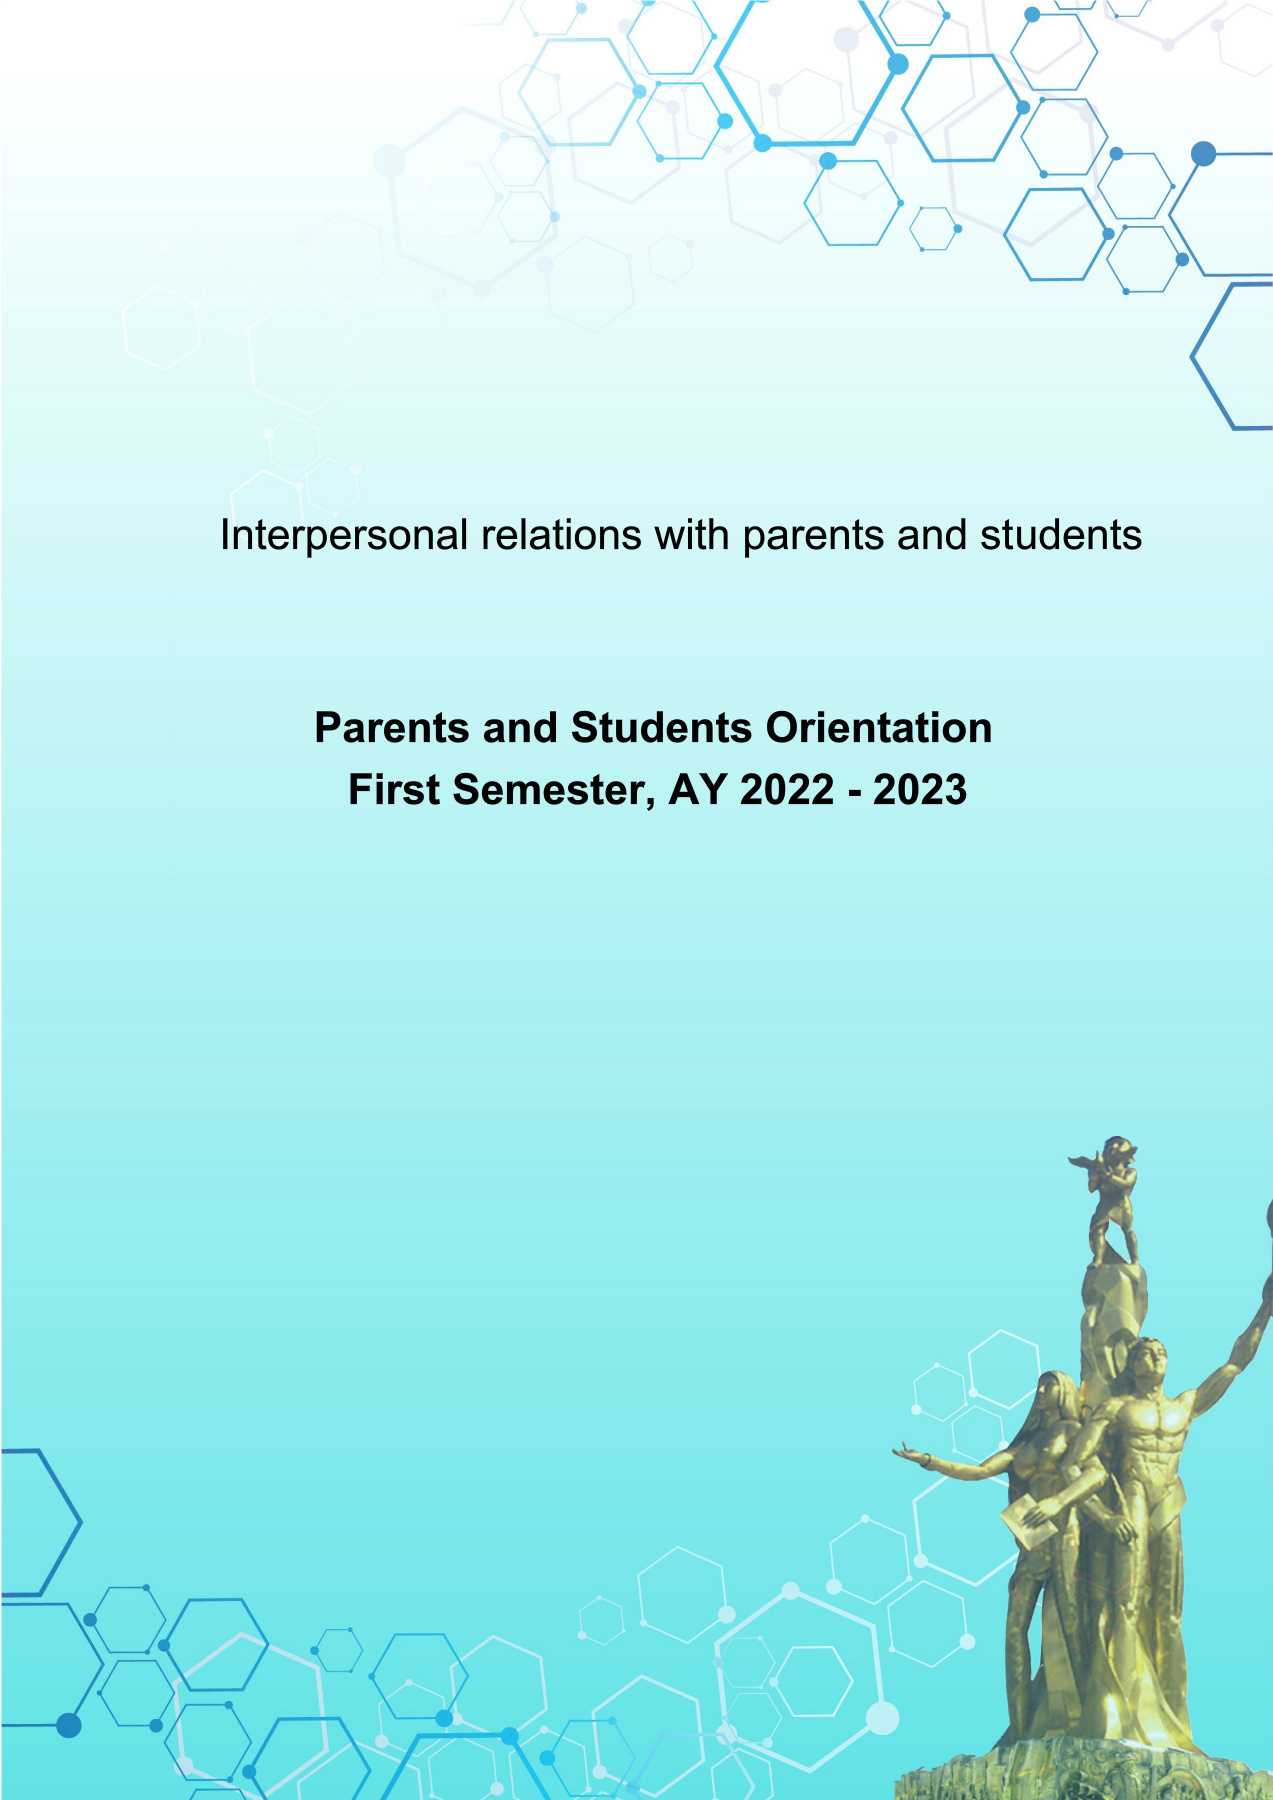 Interpersonal relations with parents and students
Parents and Students Orientation
First Semester, AY 2022 - 2023